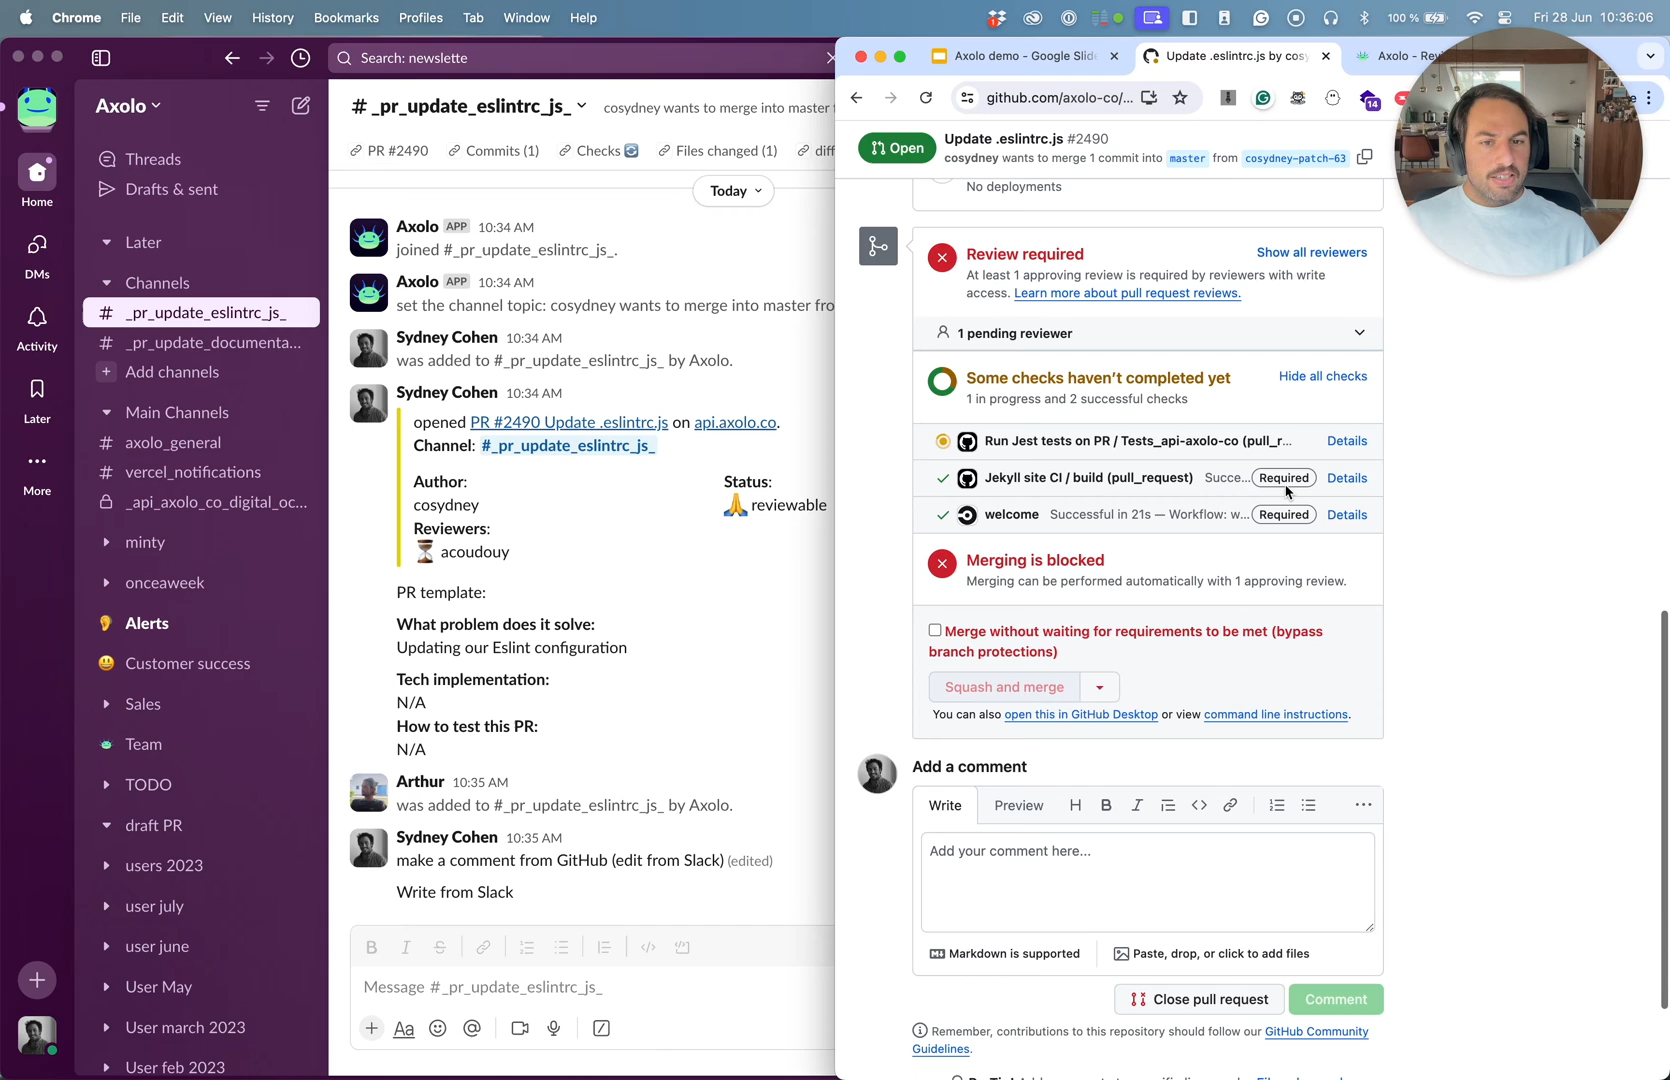 Chrome File Edit View History Bookmarks Profiles Tab Window Help
1
100 % Fri 28 Jun 10:36:06
Search: newslette
Axolo
Home
DMs
Activity
Later
More
Threads
Drafts & sent
Later
Channels
# _pr_update_eslintrc_js_
# _pr_update_documenta...
+ Add channels
Main Channels
# axolo_general
# vercel_notifications
_api_axolo_co_digital_oc...
minty
onceaweek
Alerts
Customer success
Sales
Team
TODO
draft PR
users 2023
user july
user june
User May
User march 2023
User feb 2023
# _pr_update_eslintrc_js_ cosydney wants to merge into master f
PR #2490 Commits (1) Checks Files changed (1) diff
Today
Axolo APP 10:34 AM
joined #_pr_update_eslintrc_js_.
Axolo APP 10:34 AM
set the channel topic: cosydney wants to merge into master fro
Sydney Cohen 10:34 AM
was added to #_pr_update_eslintrc_js_ by Axolo.
Sydney Cohen 10:34 AM
opened PR #2490 Update .eslintrc.js on api.axolo.co.
Channel: #_pr_update_eslintrc_js_
Author: Status:
cosydney 🙏 reviewable
Reviewers:
⏳ acoudouy
PR template:
What problem does it solve:
Updating our Eslint configuration
Tech implementation:
N/A
How to test this PR:
N/A
Arthur 10:35 AM
was added to #_pr_update_eslintrc_js_ by Axolo.
Sydney Cohen 10:35 AM
make a comment from GitHub (edit from Slack) (edited)
Write from Slack
B I S
Message #_pr_update_eslintrc_js_
+ Aa @
Axolo demo - Google Slid Update .eslintrc.js by cosy Axolo - Rev
github.com/axolo-co/... 14
Open
Update .eslintrc.js #2490
cosydney wants to merge 1 commit into master from cosydney-patch-63
No deployments
Review required Show all reviewers
At least 1 approving review is required by reviewers with write
access. Learn more about pull request reviews.
1 pending reviewer
Some checks haven't completed yet Hide all checks
1 in progress and 2 successful checks
Run Jest tests on PR / Tests_api-axolo-co (pull_r... Details
Jekyll site CI / build (pull_request) Succe... Required Details
welcome Successful in 21s — Workflow: w... Required Details
Merging is blocked
Merging can be performed automatically with 1 approving review.
Merge without waiting for requirements to be met (bypass
branch protections)
Squash and merge
You can also open this in GitHub Desktop or view command line instructions.
Add a comment
Write Preview H B I
Add your comment here...
Markdown is supported Paste, drop, or click to add files
Close pull request Comment
Remember, contributions to this repository should follow our GitHub Community
Guidelines.